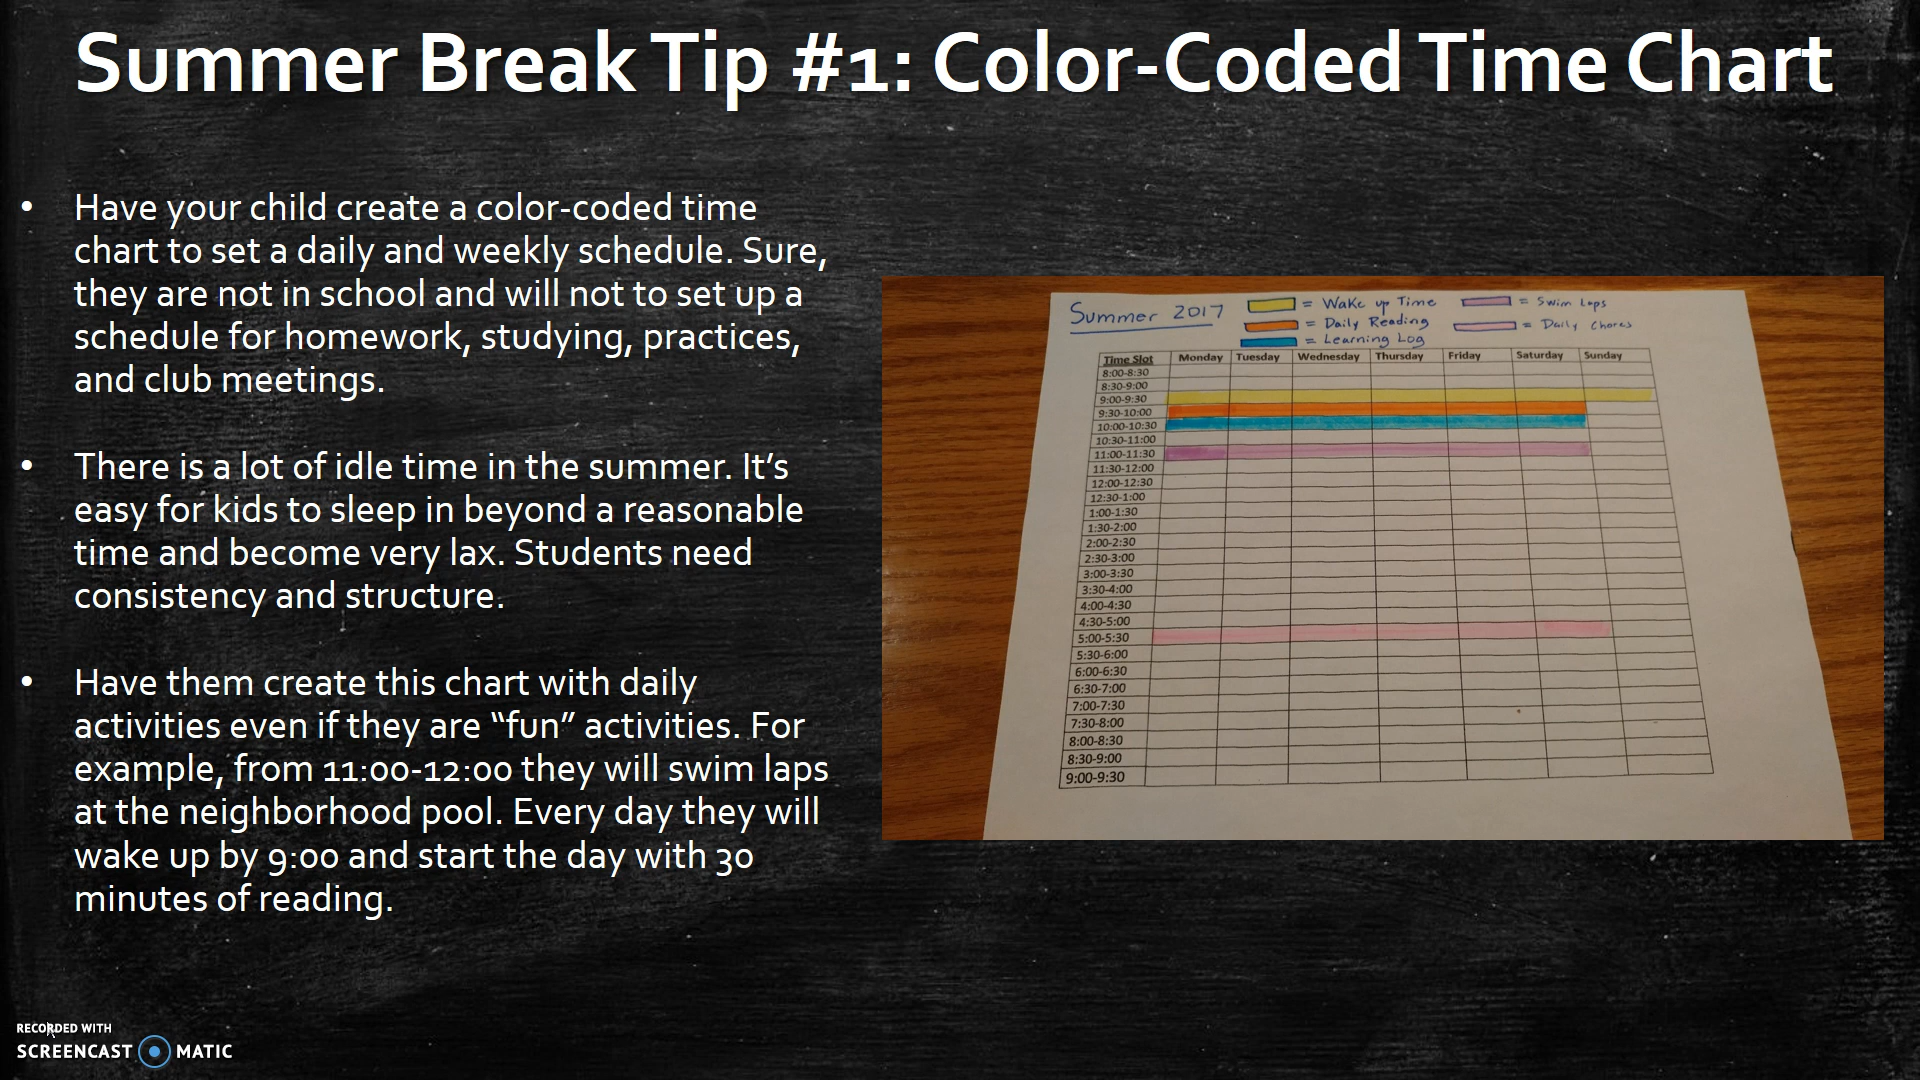 Summer Break Tip #1: Color-Coded Time Chart
• Have your child create a color-coded time
chart to set a daily and weekly schedule. Sure,
they are not in school and will not to set up a
schedule for homework, studying, practices,
and club meetings.
• There is a lot of idle time in the summer. It’s
easy for kids to sleep in beyond a reasonable
time and become very lax. Students need
consistency and structure.
• Have them create this chart with daily
activities even if they are “fun” activities. For
example, from 11:00-12:00 they will swim laps
at the neighborhood pool. Every day they will
wake up by 9:00 and start the day with 30
minutes of reading.
Summer 2017
= Wake up Time
= Swim Laps
= Daily Reading
= Daily Chores
= Learning Log
Time Slot Monday Tuesday Wednesday Thursday Friday Saturday Sunday
8:00-8:30
8:30-9:00
9:00-9:30
9:30-10:00
10:00-10:30
10:30-11:00
11:00-11:30
11:30-12:00
12:00-12:30
12:30-1:00
1:00-1:30
1:30-2:00
2:00-2:30
2:30-3:00
3:00-3:30
3:30-4:00
4:00-4:30
4:30-5:00
5:00-5:30
5:30-6:00
6:00-6:30
6:30-7:00
7:00-7:30
7:30-8:00
8:00-8:30
8:30-9:00
9:00-9:30
RECORDED WITH
SCREENCAST MATIC